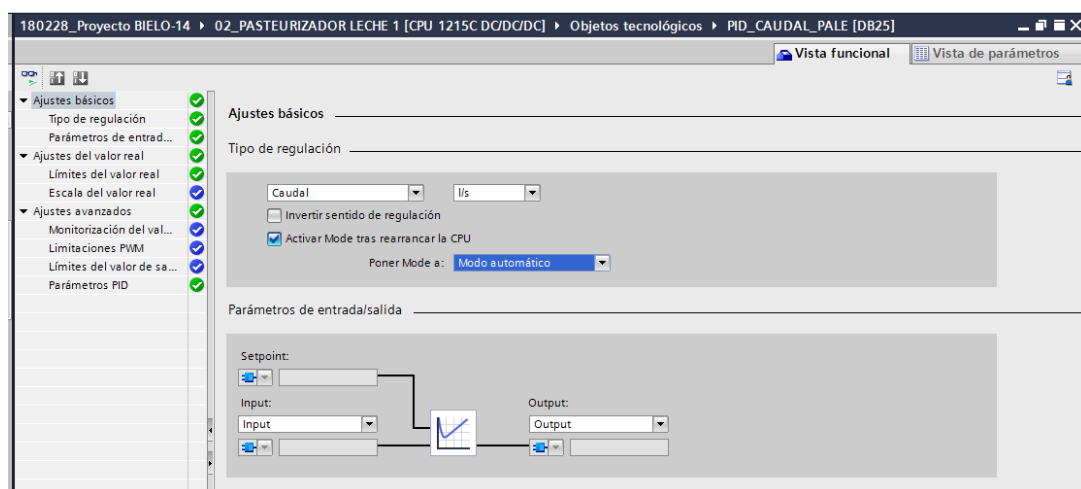 180228_Proyecto BIELO-14 ▸ 02_PASTEURIZADOR LECHE 1 [CPU 1215C DC/DC/DC] ▸ Objetos tecnológicos ▸ PID_CAUDAL_PALE [DB25]
Vista funcional Vista de parámetros
Ajustes básicos
Tipo de regulación
Parámetros de entrad...
Ajustes del valor real
Límites del valor real
Escala del valor real
Ajustes avanzados
Monitorización del val...
Limitaciones PWM
Límites del valor de sa...
Parámetros PID
Ajustes básicos
Tipo de regulación
Caudal l/s
Invertir sentido de regulación
Activar Mode tras rearrancar la CPU
Poner Mode a: Modo automático
Parámetros de entrada/salida
Setpoint:
Input: Output:
Input Output